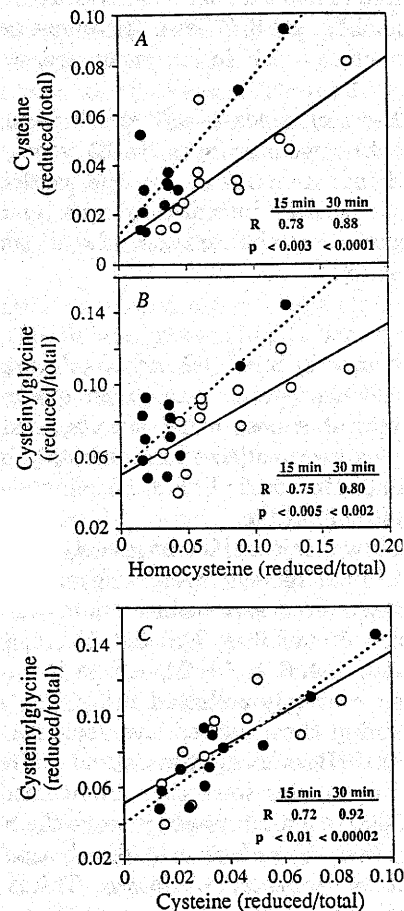 A
Cysteine
(reduced/total)
0.10
0.08
0.06
0.04
0.02
0
15 min 30 min
R 0.78 0.88
p < 0.003 < 0.0001
B
Cysteinylglycine
(reduced/total)
0.14
0.10
0.06
0.02
15 min 30 min
R 0.75 0.80
p < 0.005 < 0.002
0 0.05 0.10 0.15 0.20
Homocysteine (reduced/total)
C
Cysteinylglycine
(reduced/total)
0.14
0.10
0.06
0.02
15 min 30 min
R 0.72 0.92
p < 0.01 < 0.00002
0 0.02 0.04 0.06 0.08 0.10
Cysteine (reduced/total)